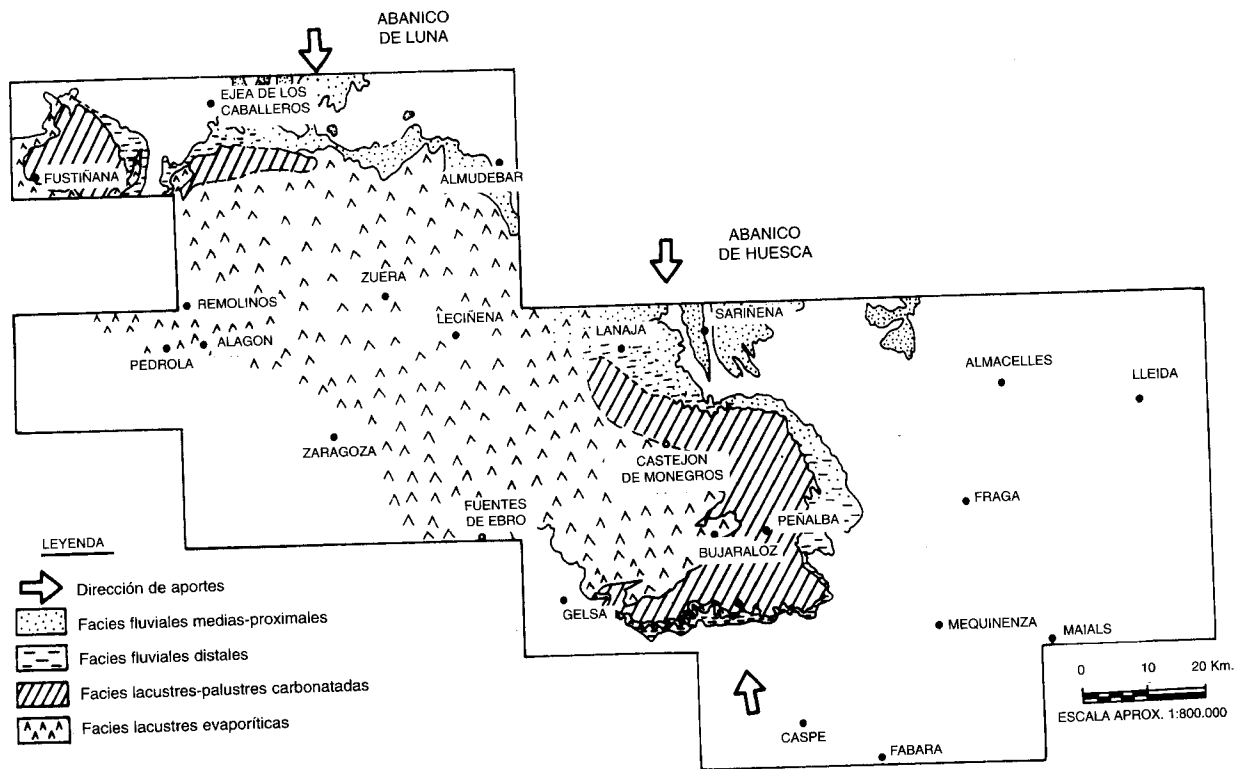 ABANICO
DE LUNA
EJEA DE LOS
CABALLEROS
FUSTIÑANA
ALMUDEBAR
ABANICO
DE HUESCA
ZUERA
REMOLINOS
LECIÑENA
LANAJA
SARIÑENA
PEDROLA
ALAGON
ALMACELLES
LLEIDA
ZARAGOZA
CASTEJON
DE MONEGROS
FUENTES
DE EBRO
FRAGA
PEÑALBA
BUJARALOZ
GELSA
MEQUINENZA
MAIALS
CASPE
FABARA
LEYENDA
Dirección de aportes
Facies fluviales medias-proximales
Facies fluviales distales
Facies lacustres-palustres carbonatadas
Facies lacustres evaporíticas
0 10 20 Km.
ESCALA APROX. 1:800.000